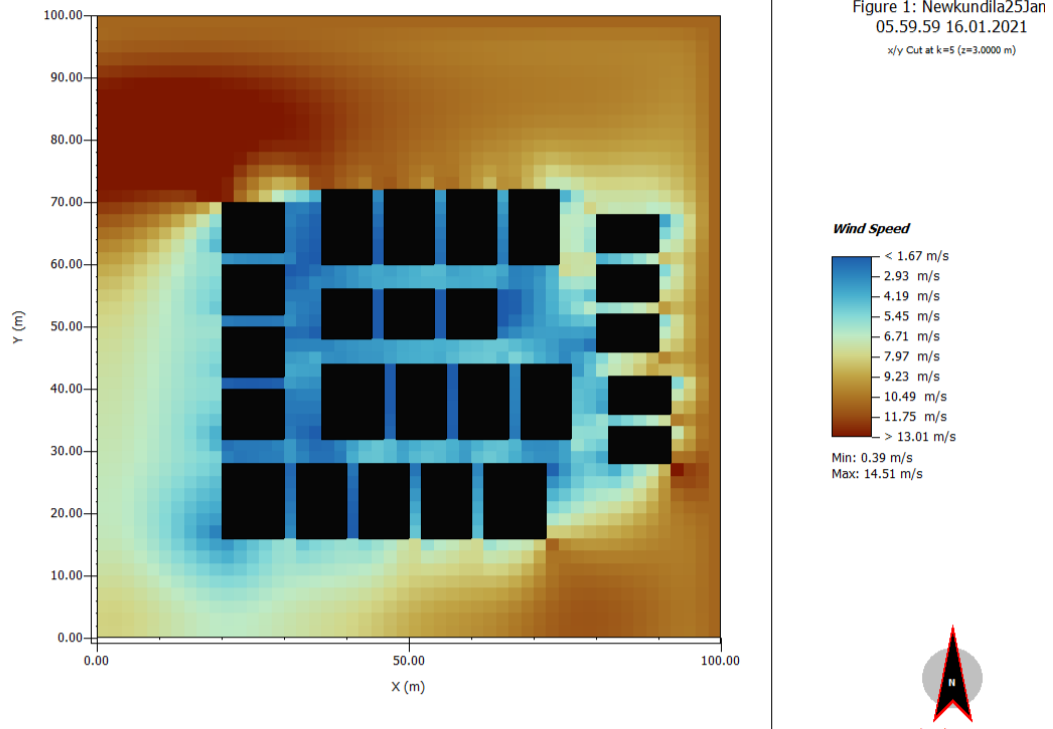 Figure 1: Newkundila25Jan
05.59.59 16.01.2021
x/y Cut at k=5 (z=3.0000 m)
100.00
90.00
80.00
70.00
60.00
50.00
40.00
30.00
20.00
10.00
0.00
Y (m)
0.00 50.00 100.00
X (m)
Wind Speed
< 1.67 m/s
2.93 m/s
4.19 m/s
5.45 m/s
6.71 m/s
7.97 m/s
9.23 m/s
10.49 m/s
11.75 m/s
> 13.01 m/s
Min: 0.39 m/s
Max: 14.51 m/s
N